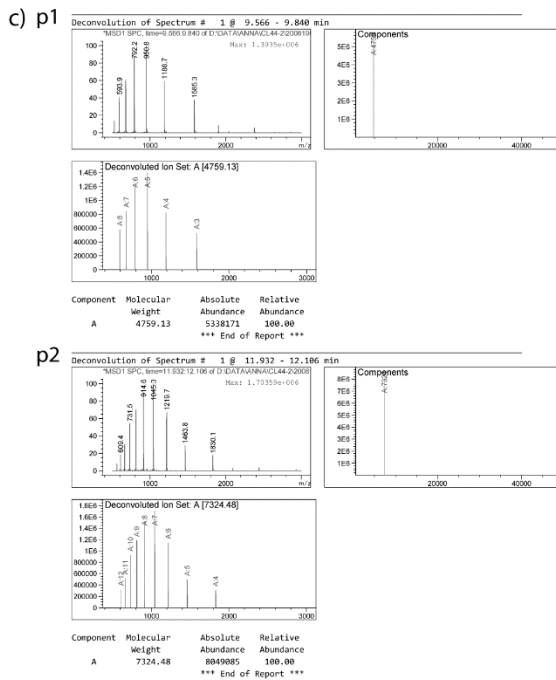 c) p1
Deconvolution of Spectrum # 1 @ 9.566 - 9.840 min
*MSD1 SPC, time=9.566:9.840 of D:\DATA\ANNA\CL44-2\200819
Max: 1.3035e+006
100
80
60
40
20
0
593.9
792.2
950.8
1188.7
1585.3
1000
2000
m/z
Components
5E6
4E6
3E6
2E6
1E6
20000
40000
Deconvoluted Ion Set: A [4759.13]
1.4E6
1.2E6
1E6
800000
600000
400000
200000
0
A:8
A:7
A:6
A:5
A:4
A:3
1000
2000
3000
Component Molecular Absolute Relative
Weight Abundance Abundance
A 4759.13 5338171 100.00
*** End of Report ***
p2
Deconvolution of Spectrum # 1 @ 11.932 - 12.106 min
*MSD1 SPC, time=11.932:12.106 of D:\DATA\ANNA\CL44-2\2008
Max: 1.70359e+006
100
80
60
40
20
0
609.4
731.5
914.6
1045.3
1219.7
1463.8
1830.1
1000
2000
m/z
Components
8E6
7E6
6E6
5E6
4E6
3E6
2E6
1E6
20000
40000
Deconvoluted Ion Set: A [7324.48]
1.8E6
1.6E6
1.4E6
1.2E6
1E6
800000
600000
400000
200000
0
A:12
A:11
A:10
A:9
A:8
A:7
A:6
A:5
A:4
1000
2000
3000
Component Molecular Absolute Relative
Weight Abundance Abundance
A 7324.48 8049085 100.00
*** End of Report ***